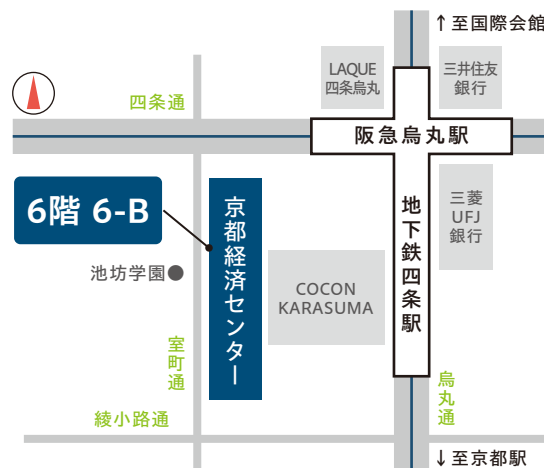 ↑至国際会館
LAQUE
四条烏丸
三井住友
銀行
四条通
阪急烏丸駅
6階 6-B
京都経済センター
地下鉄四条駅
三菱
UFJ
銀行
池坊学園●
COCON
KARASUMA
室町通
烏丸通
綾小路通
↓至京都駅